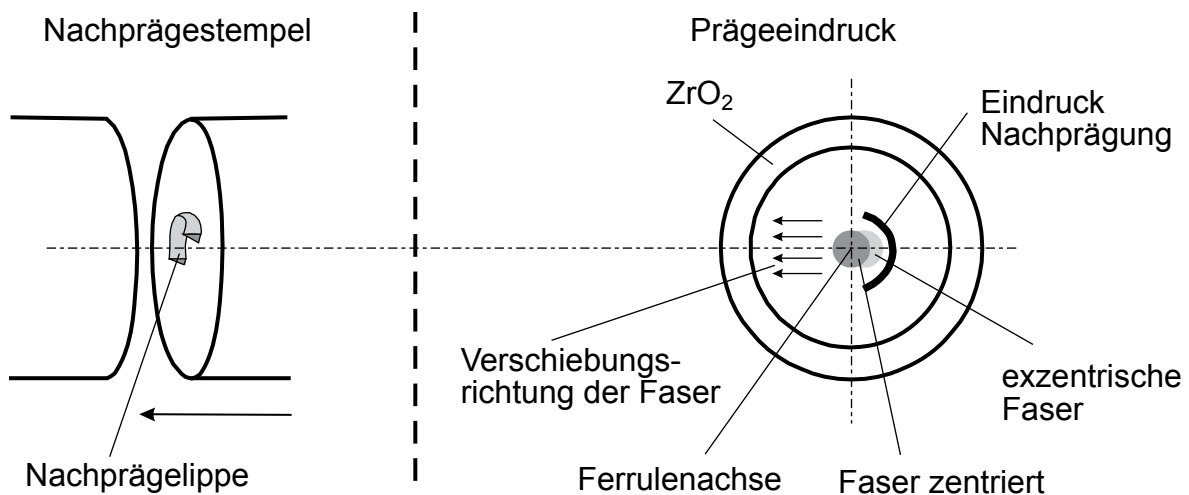 Nachprägestempel
Prägeeindruck
ZrO₂
Eindruck
Nachprägung
Verschiebungs-
richtung der Faser
exzentrische
Faser
Nachprägelippe
Ferrulenachse
Faser zentriert